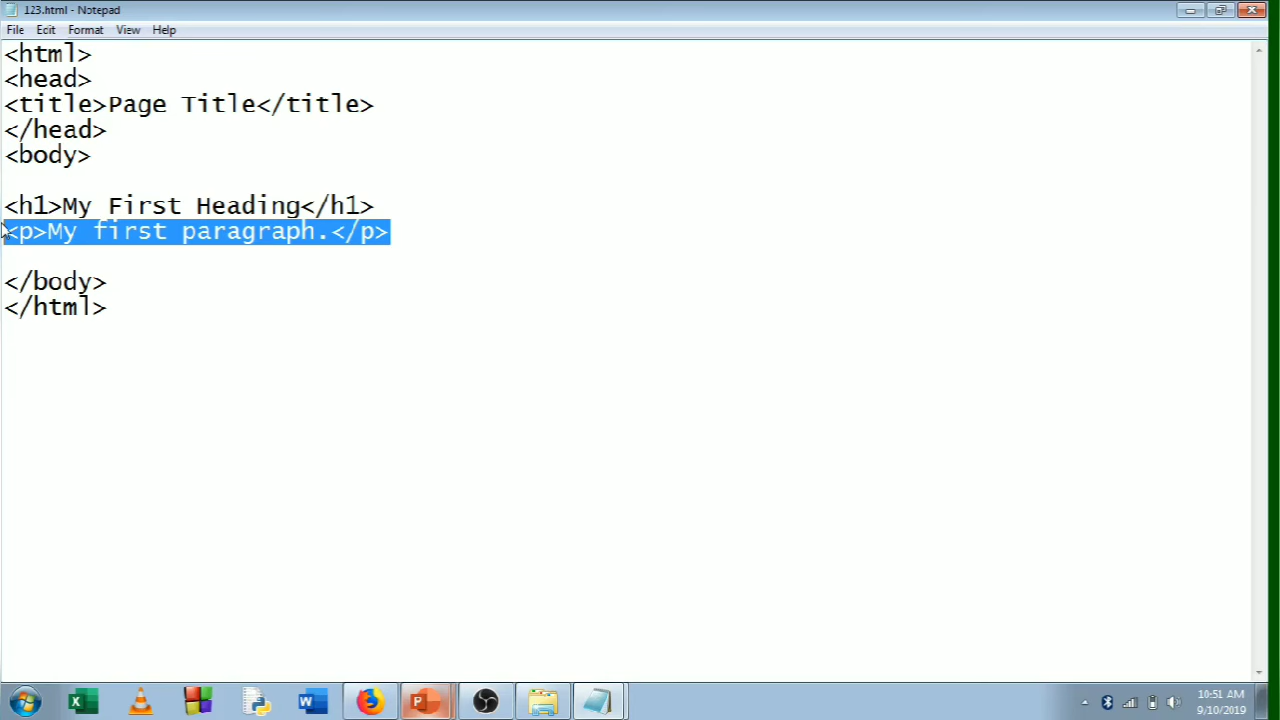 123.html - Notepad
File Edit Format View Help
<html>
<head>
<title>Page Title</title>
</head>
<body>
<h1>My First Heading</h1>
<p>My first paragraph.</p>
</body>
</html>
10:51 AM
9/10/2019